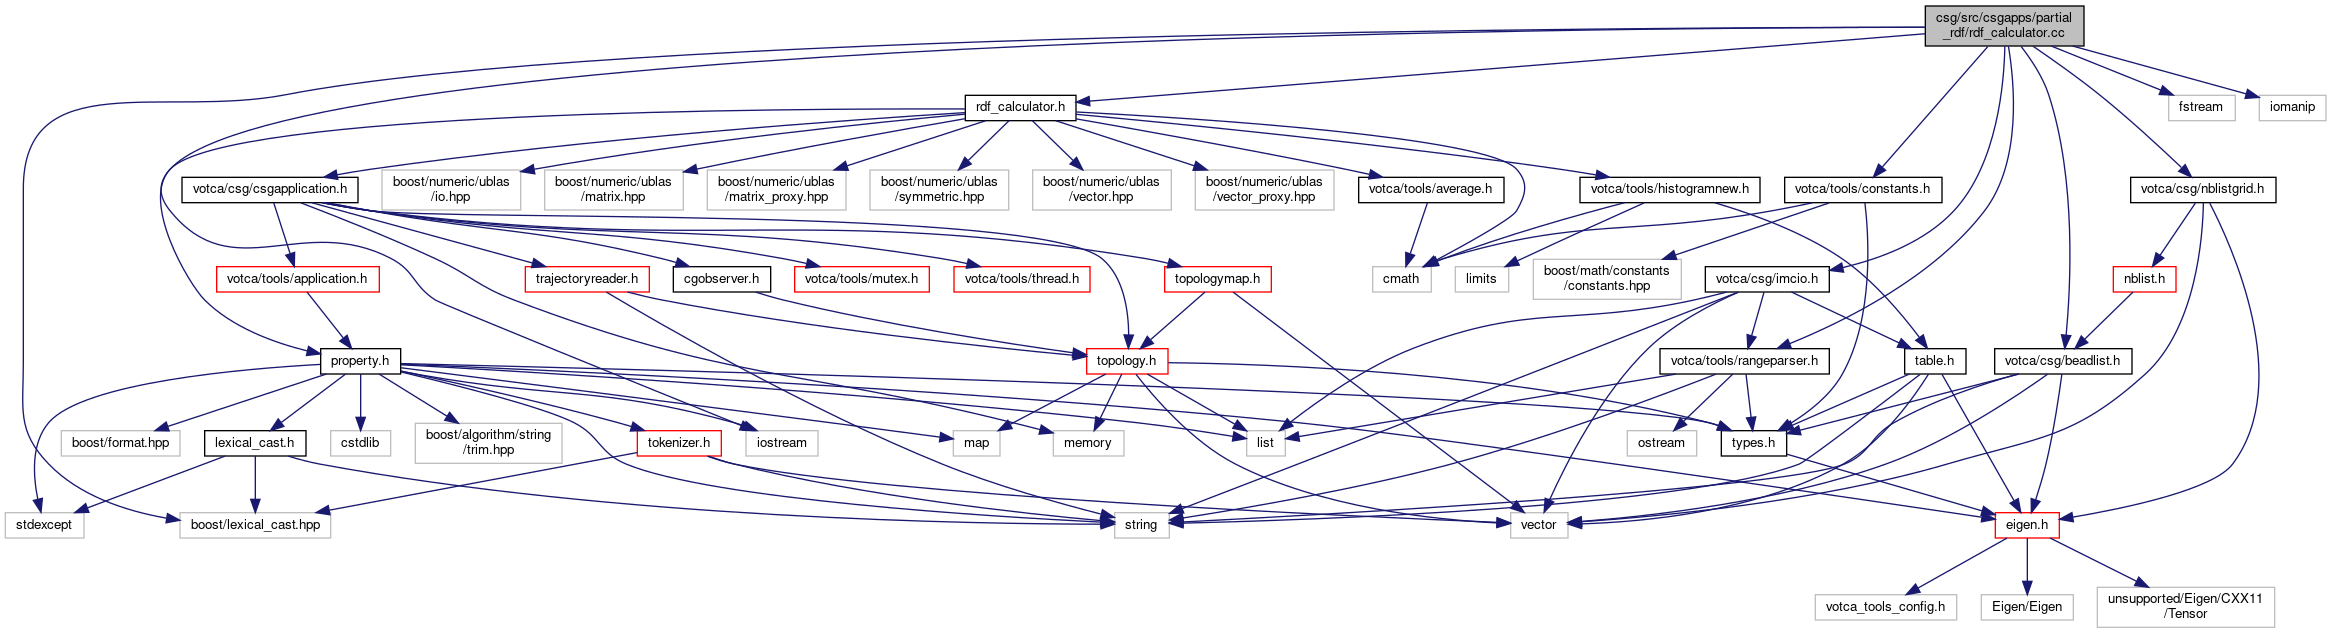 csg/src/csgapps/partial
_rdf/rdf_calculator.cc
rdf_calculator.h
fstream
iomanip
votca/csg/csgapplication.h
boost/numeric/ublas
/io.hpp
boost/numeric/ublas
/matrix.hpp
boost/numeric/ublas
/matrix_proxy.hpp
boost/numeric/ublas
/symmetric.hpp
boost/numeric/ublas
/vector.hpp
boost/numeric/ublas
/vector_proxy.hpp
votca/tools/average.h
votca/tools/histogramnew.h
votca/tools/constants.h
votca/csg/nblistgrid.h
votca/tools/application.h
trajectoryreader.h
cgobserver.h
votca/tools/mutex.h
votca/tools/thread.h
topologymap.h
cmath
limits
boost/math/constants
/constants.hpp
votca/csg/imcio.h
nblist.h
property.h
topology.h
votca/tools/rangeparser.h
table.h
votca/csg/beadlist.h
boost/format.hpp
lexical_cast.h
cstdlib
boost/algorithm/string
/trim.hpp
tokenizer.h
iostream
map
memory
list
ostream
types.h
stdexcept
boost/lexical_cast.hpp
string
vector
eigen.h
votca_tools_config.h
Eigen/Eigen
unsupported/Eigen/CXX11
/Tensor